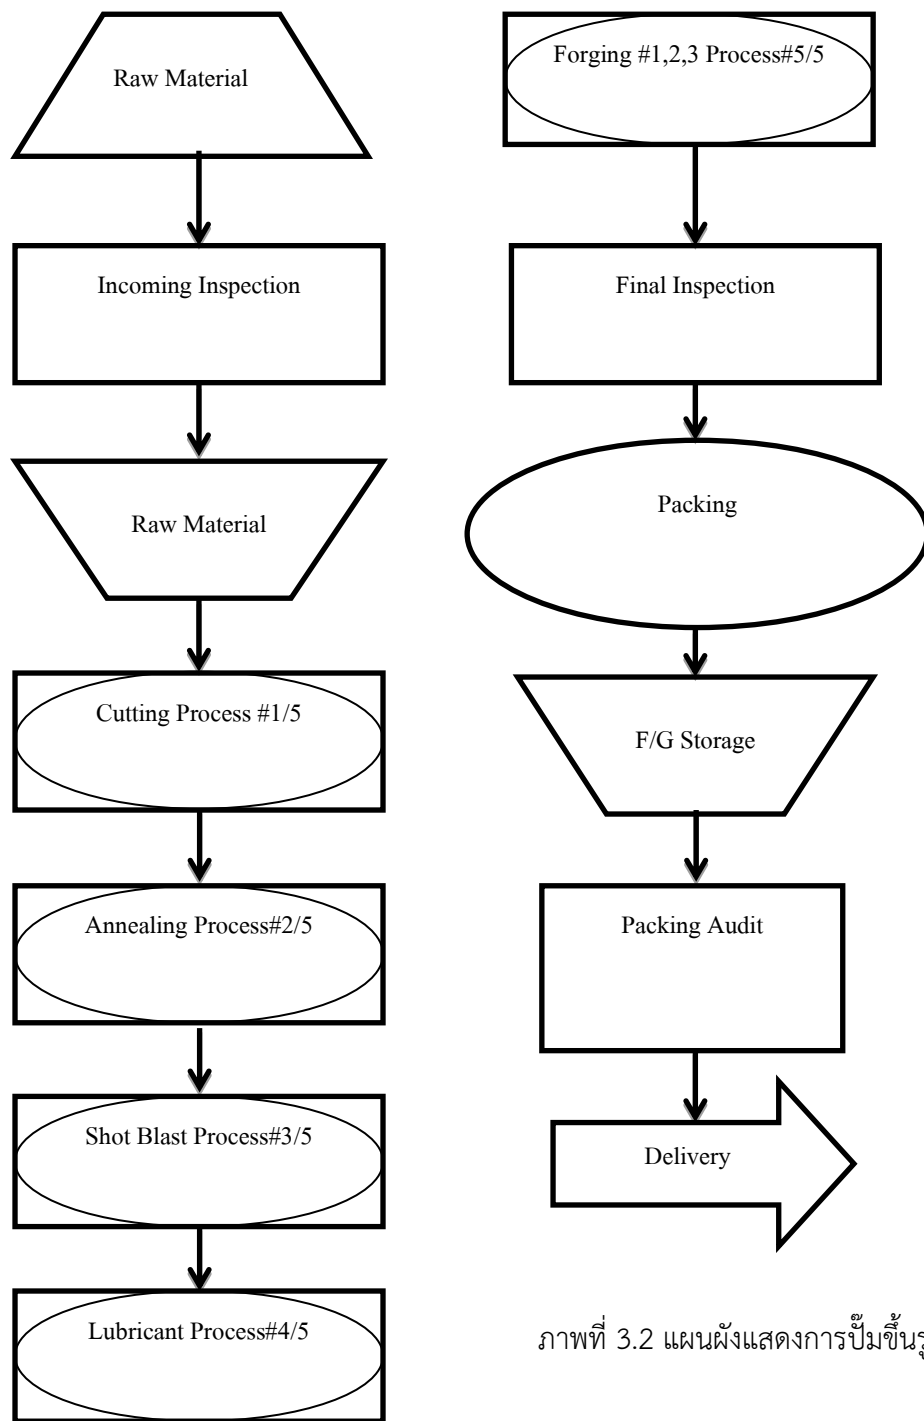 Raw Material
Incoming Inspection
Raw Material
Cutting Process #1/5
Annealing Process#2/5
Shot Blast Process#3/5
Lubricant Process#4/5
Forging #1,2,3 Process#5/5
Final Inspection
Packing
F/G Storage
Packing Audit
Delivery
ภาพที่ 3.2 แผนผังแสดงการปั๊มขึ้นรู